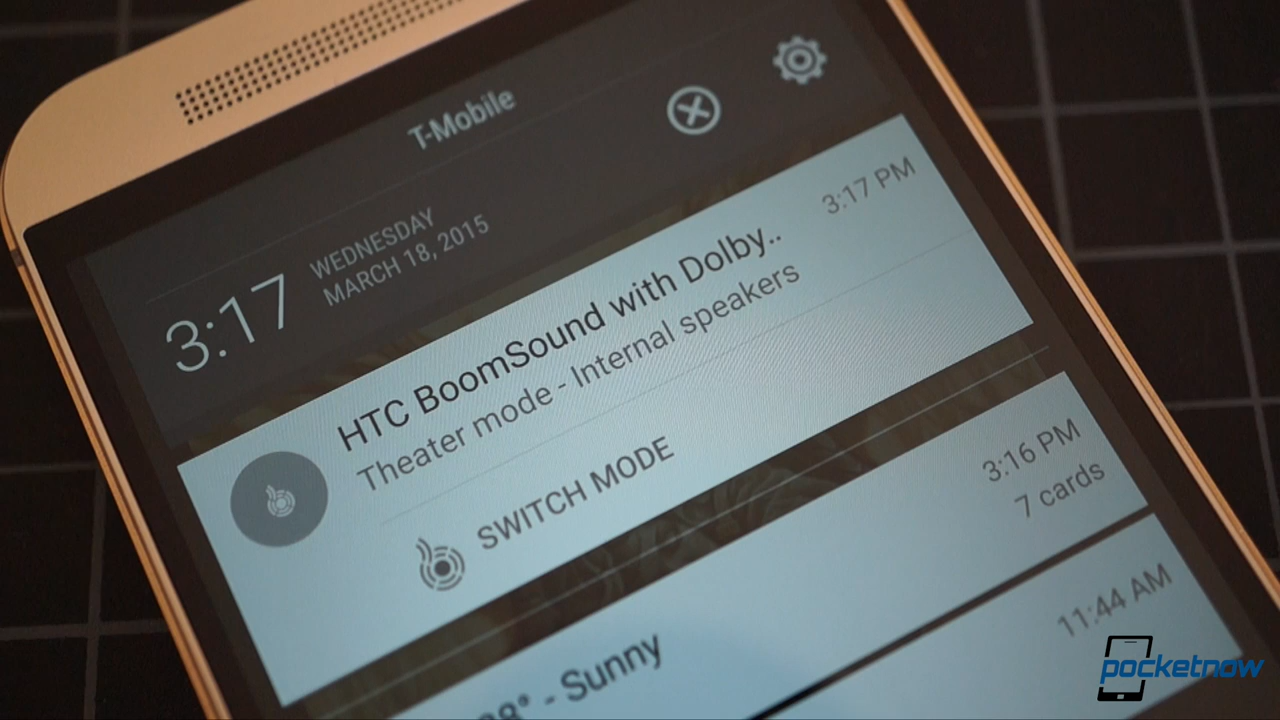 T-Mobile
3:17
WEDNESDAY
MARCH 18, 2015
HTC BoomSound with Dolby..
3:17 PM
Theater mode - Internal speakers
SWITCH MODE
3:16 PM
7 cards
8° - Sunny
11:44 AM
pocketnow